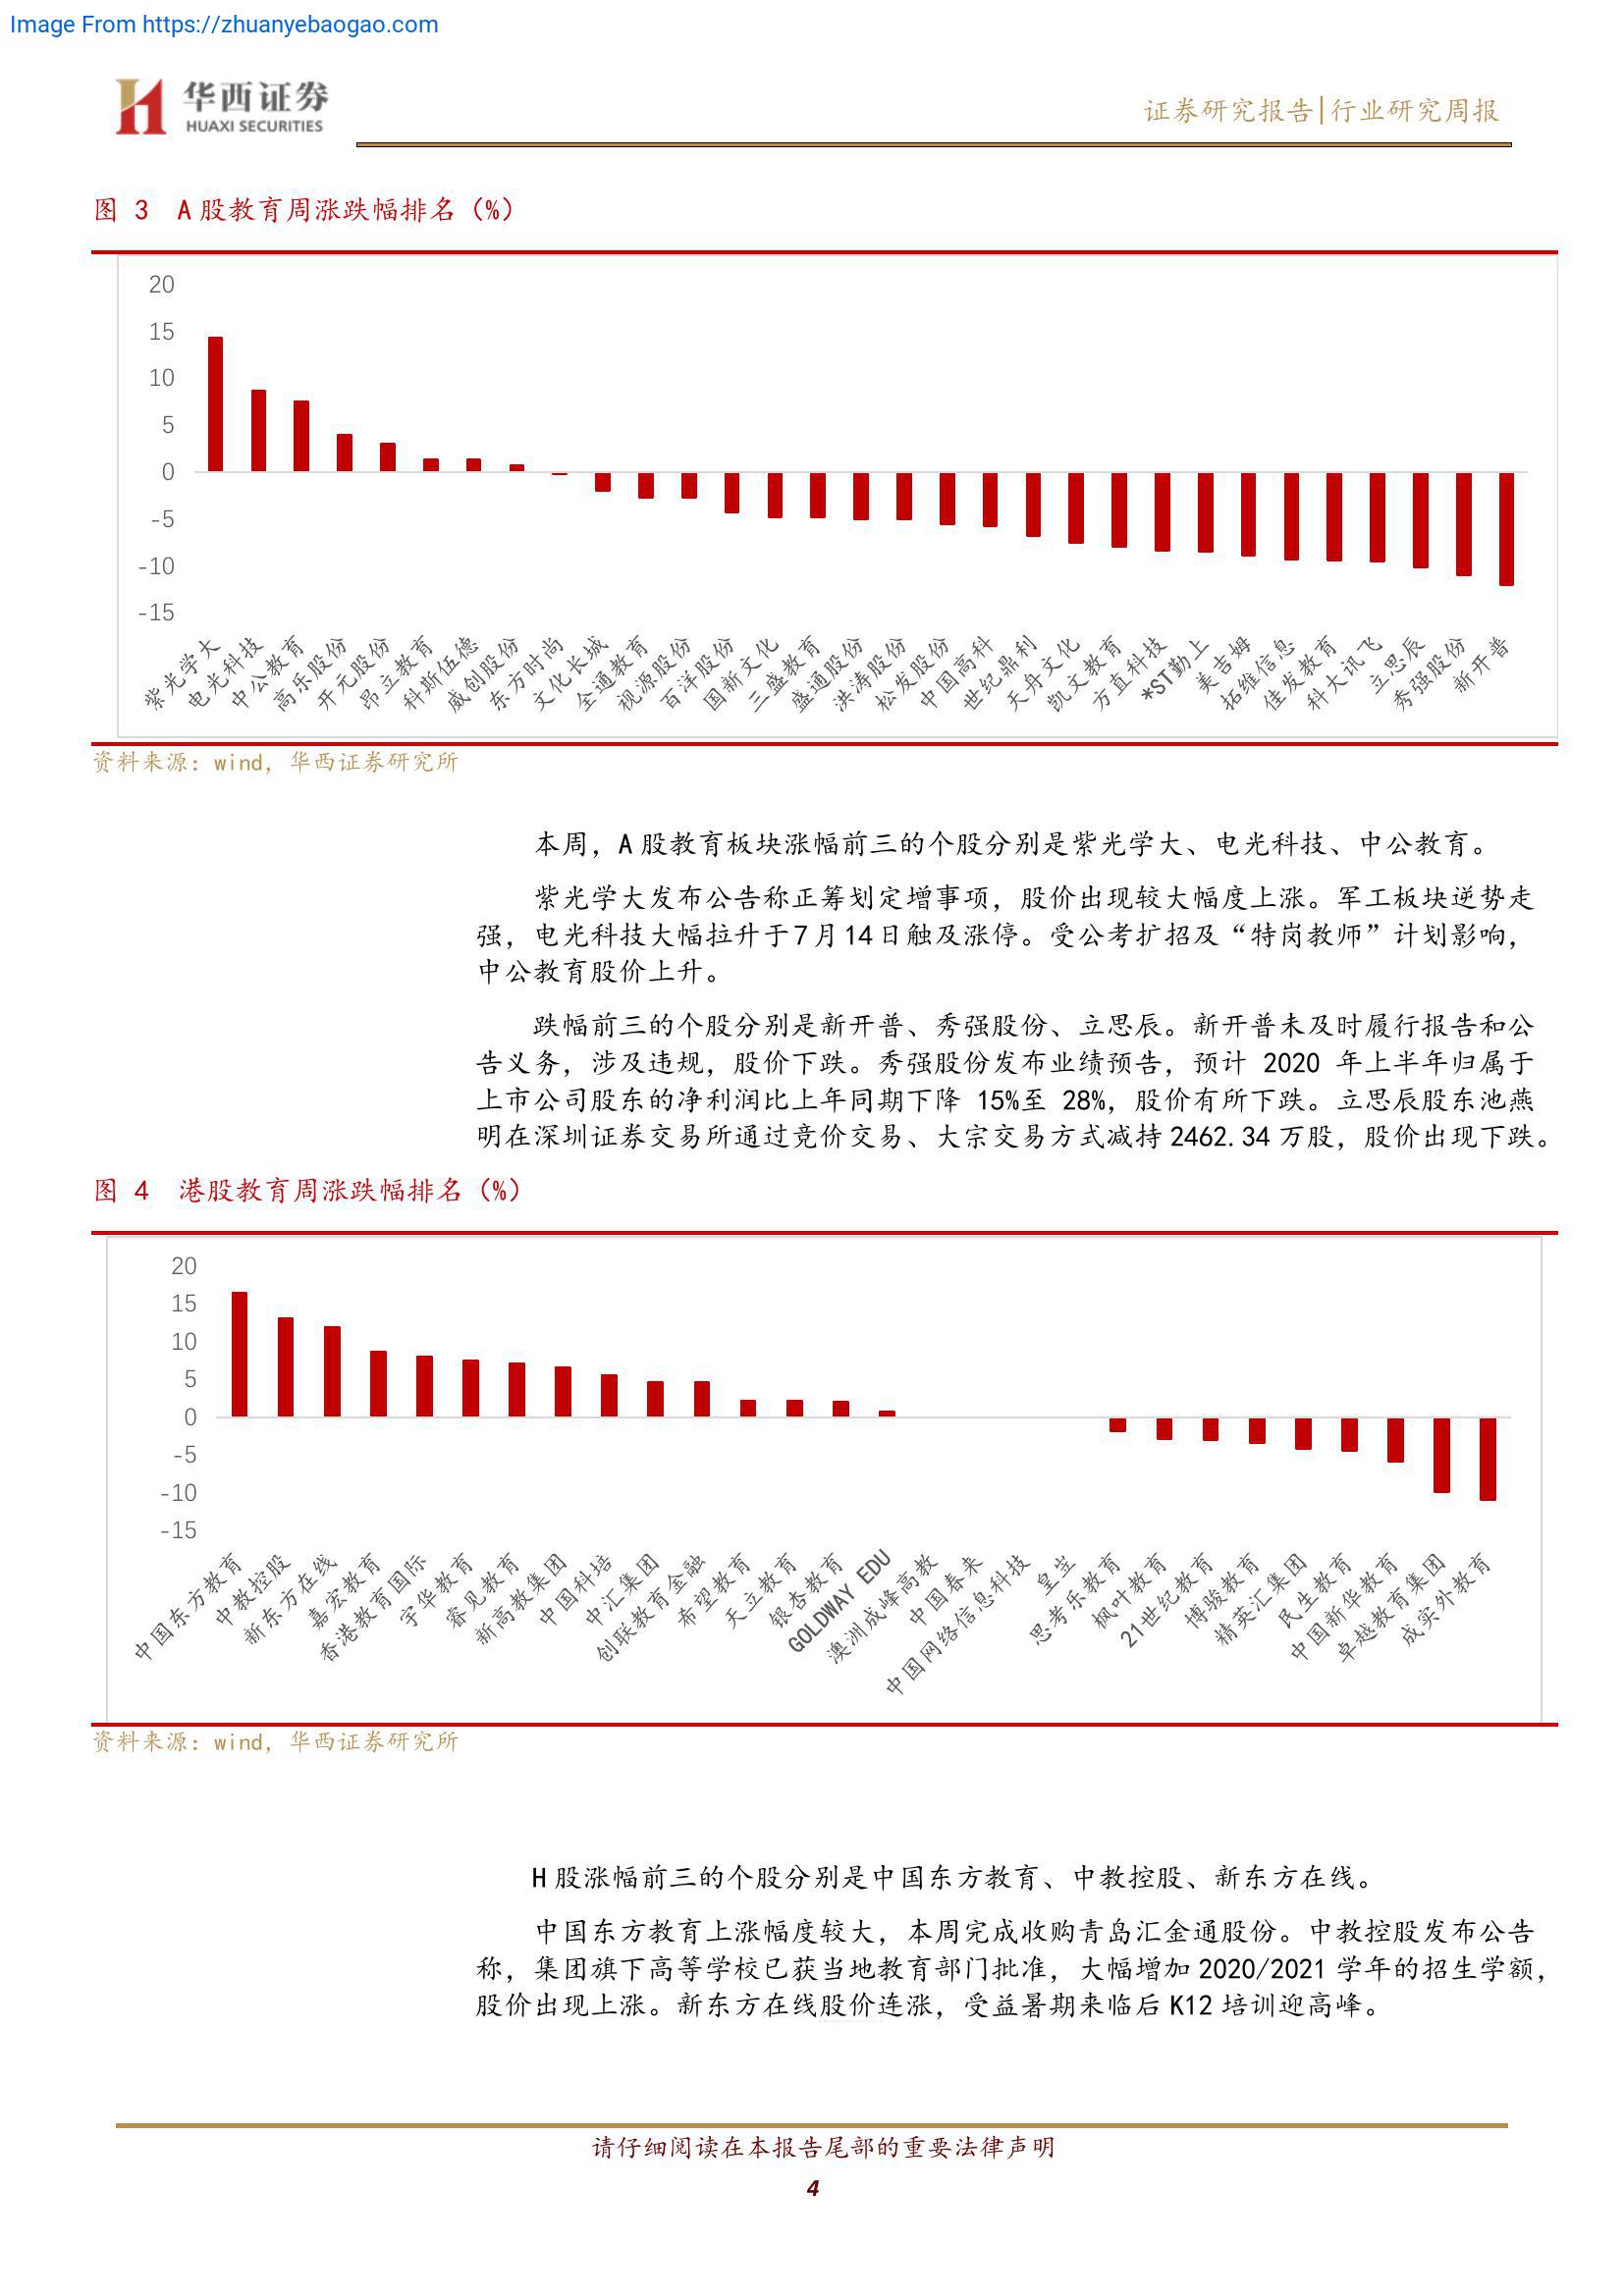 Image From https://zhuanyebaogao.com
华西证券
HUAXI SECURITIES
证券研究报告|行业研究周报
图 3 A 股教育周涨跌幅排名（%）
20
15
10
5
0
-5
-10
-15
紫光学大
电光科技
中公教育
高乐股份
开元股份
昂立教育
科斯伍德
威创股份
东方时尚
文化长城
全通教育
视源股份
百洋股份
国新文化
三盛教育
盛通股份
洪涛股份
松发股份
中国高科
世纪鼎利
天舟文化
凯文教育
方直科技
*ST勤上
美吉姆
拓维信息
佳发教育
科大讯飞
立思辰
秀强股份
新开普
资料来源：wind，华西证券研究所
本周，A 股教育板块涨幅前三的个股分别是紫光学大、电光科技、中公教育。
紫光学大发布公告称正筹划定增事项，股价出现较大幅度上涨。军工板块逆势走
强，电光科技大幅拉升于7月14日触及涨停。受公考扩招及“特岗教师”计划影响，
中公教育股价上升。
跌幅前三的个股分别是新开普、秀强股份、立思辰。新开普未及时履行报告和公
告义务，涉及违规，股价下跌。秀强股份发布业绩预告，预计 2020 年上半年归属于
上市公司股东的净利润比上年同期下降 15%至 28%，股价有所下跌。立思辰股东池燕
明在深圳证券交易所通过竞价交易、大宗交易方式减持 2462.34 万股，股价出现下跌。
图 4 港股教育周涨跌幅排名（%）
20
15
10
5
0
-5
-10
-15
中国东方教育
中教控股
新东方在线
嘉宏教育
香港教育国际
宇华教育
睿见教育
新高教集团
中国科培
中汇集团
创联教育金融
希望教育
天立教育
银杏教育
GOLDWAY EDU
澳洲成峰高教
中国春来
中国网络信息科技
皇岦
思考乐教育
枫叶教育
21世纪教育
博骏教育
精英汇集团
民生教育
中国新华教育
卓越教育集团
成实外教育
资料来源：wind，华西证券研究所
H 股涨幅前三的个股分别是中国东方教育、中教控股、新东方在线。
中国东方教育上涨幅度较大，本周完成收购青岛汇金通股份。中教控股发布公告
称，集团旗下高等学校已获当地教育部门批准，大幅增加 2020/2021 学年的招生学额，
股价出现上涨。新东方在线股价连涨，受益暑期来临后 K12 培训迎高峰。
请仔细阅读在本报告尾部的重要法律声明
4